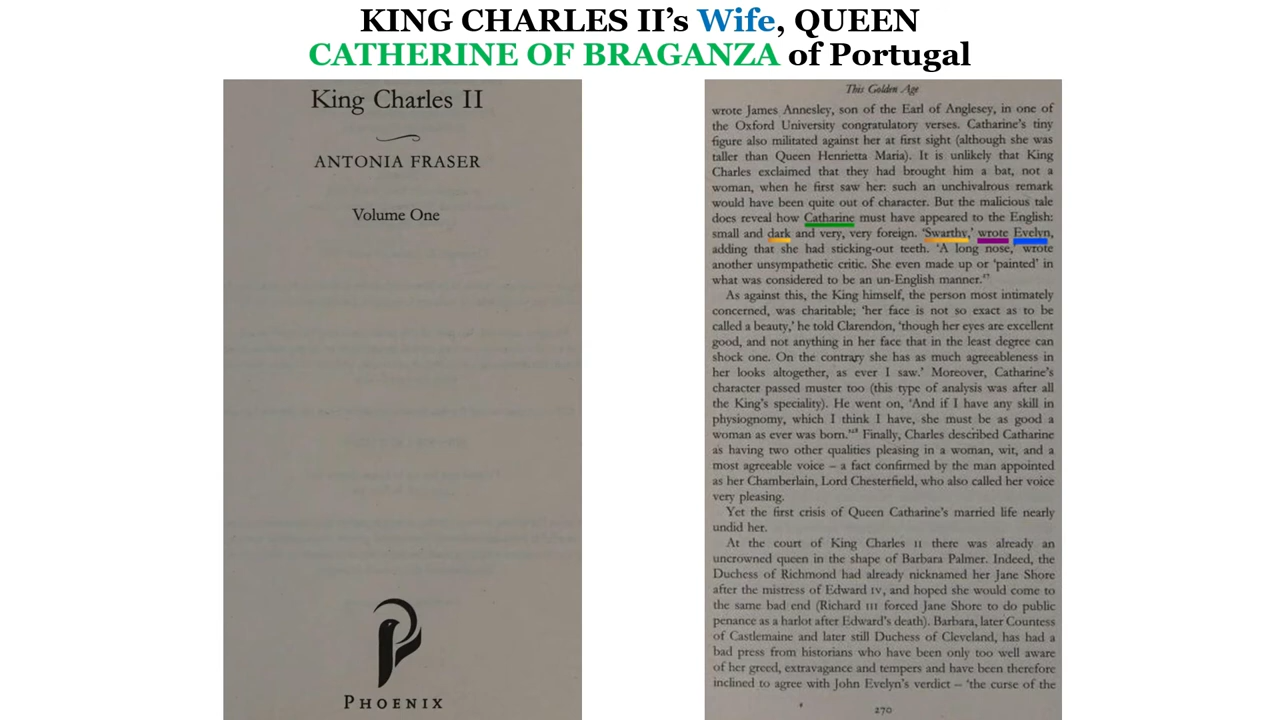 KING CHARLES II's Wife, QUEEN
CATHERINE OF BRAGANZA of Portugal
King Charles II
ANTONIA FRASER
Volume One
PHOENIX
This Golden Age
wrote James Annesley, son of the Earl of Anglesey, in one of
the Oxford University congratulatory verses. Catharine's tiny
figure also militated against her at first sight (although she was
taller than Queen Henrietta Maria). It is unlikely that King
Charles exclaimed that they had brought him a bat, not a
woman, when he first saw her: such an unchivalrous remark
would have been quite out of character. But the malicious tale
does reveal how Catharine must have appeared to the English:
small and dark and very, very foreign. 'Swarthy,' wrote Evelyn,
adding that she had sticking-out teeth. 'A long nose,' wrote
another unsympathetic critic. She even made up or 'painted' in
what was considered to be an un-English manner.¹⁷
As against this, the King himself, the person most intimately
concerned, was charitable; 'her face is not so exact as to be
called a beauty,' he told Clarendon, 'though her eyes are excellent
good, and not anything in her face that in the least degree can
shock one. On the contrary she has as much agreeableness in
her looks altogether, as ever I saw.' Moreover, Catharine's
character passed muster too (this type of analysis was after all
the King's speciality). He went on, 'And if I have any skill in
physiognomy, which I think I have, she must be as good a
woman as ever was born.'¹⁸ Finally, Charles described Catharine
as having two other qualities pleasing in a woman, wit, and a
most agreeable voice – a fact confirmed by the man appointed
as her Chamberlain, Lord Chesterfield, who also called her voice
very pleasing.
Yet the first crisis of Queen Catharine's married life nearly
undid her.
At the court of King Charles II there was already an
uncrowned queen in the shape of Barbara Palmer. Indeed, the
Duchess of Richmond had already nicknamed her Jane Shore
after the mistress of Edward IV, and hoped she would come to
the same bad end (Richard III forced Jane Shore to do public
penance as a harlot after Edward's death). Barbara, later Countess
of Castlemaine and later still Duchess of Cleveland, has had a
bad press from historians who have been only too well aware
of her greed, extravagance and tempers and have been therefore
inclined to agree with John Evelyn's verdict – 'the curse of the
270